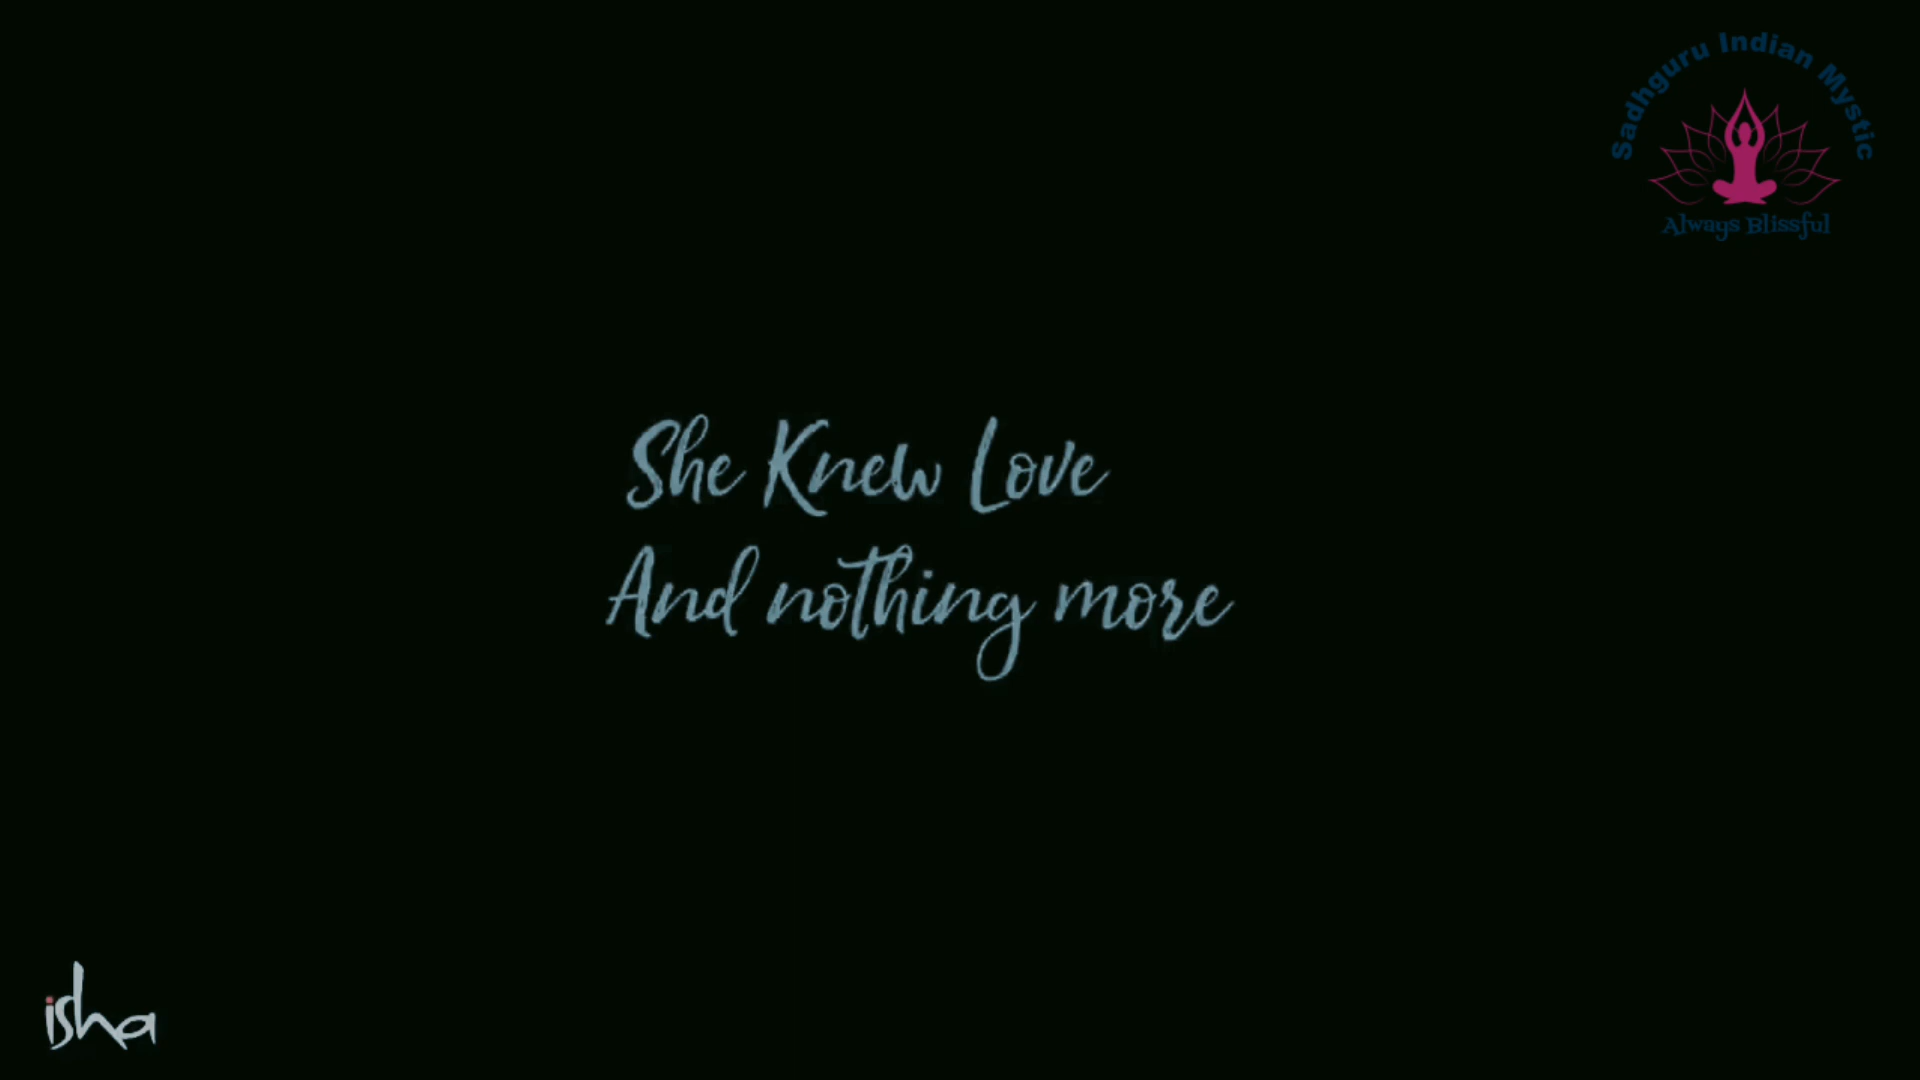 Sadhguru Indian Mystic
Always Blissful
She Knew Love
And nothing more
isha